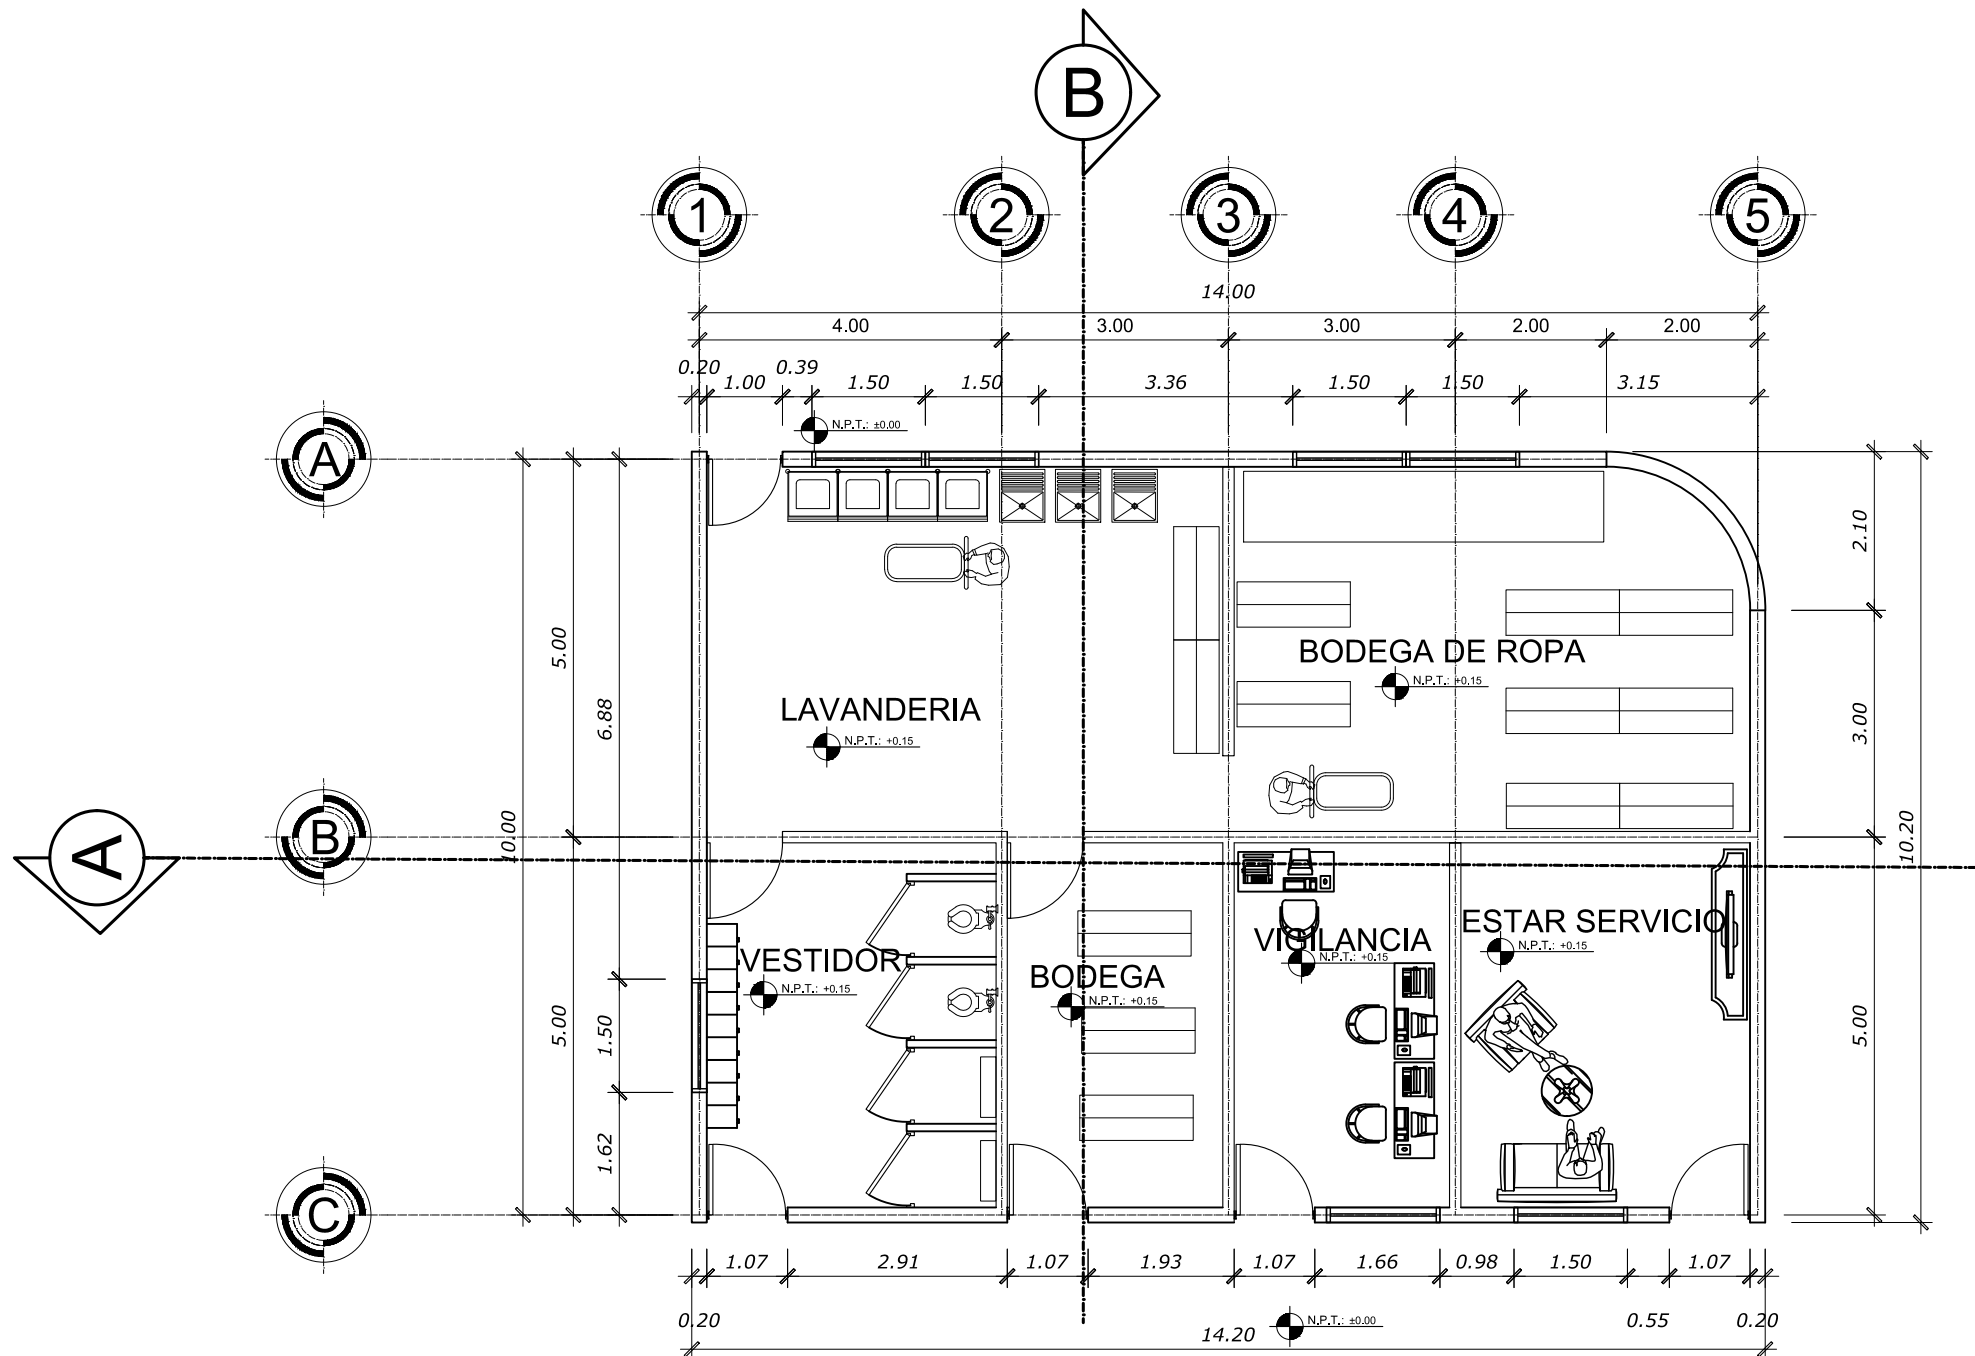 B
1 2 3 4 5
14.00
4.00 3.00 3.00 2.00 2.00
0.20 1.00 0.39 1.50 1.50 3.36 1.50 1.50 3.15
N.P.T.: ±0.00
A
B
C
A
10.00
5.00
5.00
6.88
1.50
1.62
2.10
3.00
5.00
10.20
BODEGA DE ROPA
N.P.T.: +0.15
LAVANDERIA
N.P.T.: +0.15
ESTAR SERVICIO
N.P.T.: +0.15
VIGILANCIA
N.P.T.: +0.15
VESTIDOR
N.P.T.: +0.15
BODEGA
N.P.T.: +0.15
1.07 2.91 1.07 1.93 1.07 1.66 0.98 1.50 1.07
0.20 0.55 0.20
14.20
N.P.T.: ±0.00